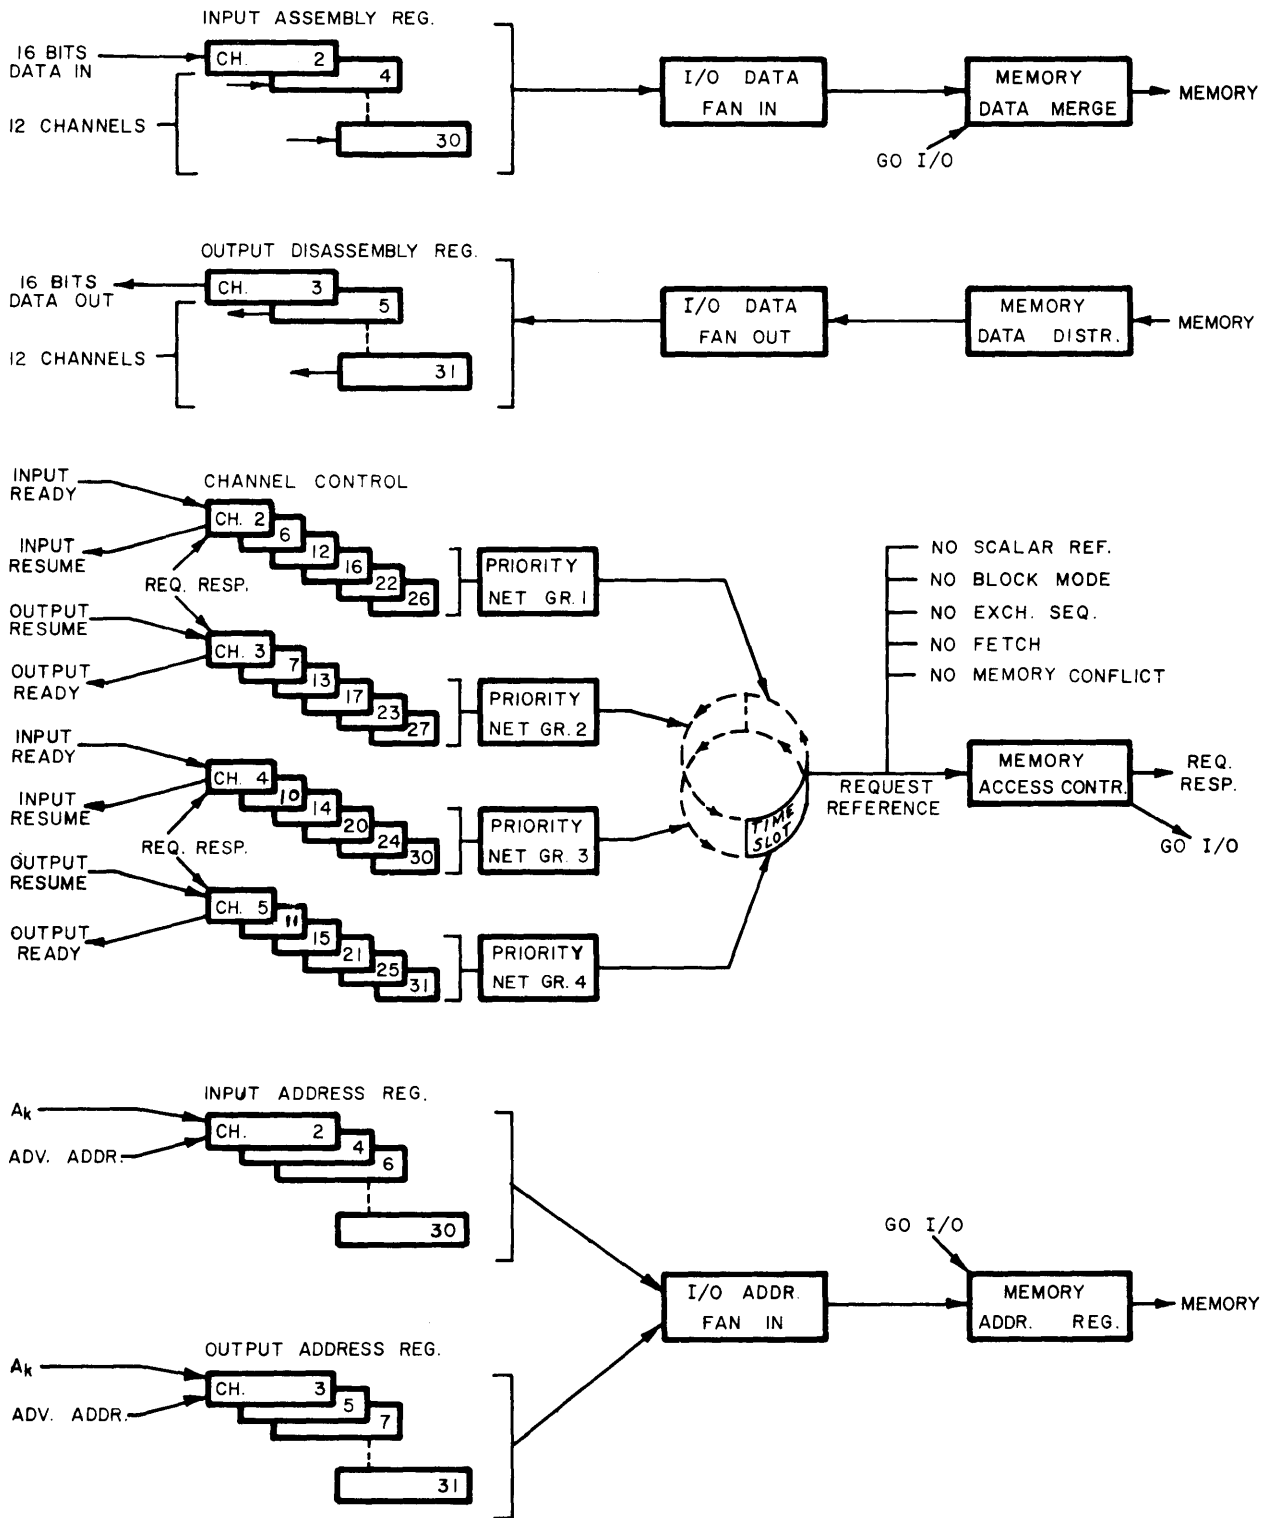 INPUT ASSEMBLY REG.
16 BITS
DATA IN
CH. 2
4
30
12 CHANNELS
I/O DATA
FAN IN
MEMORY
DATA MERGE
MEMORY
GO I/O
OUTPUT DISASSEMBLY REG.
16 BITS
DATA OUT
CH. 3
5
31
12 CHANNELS
I/O DATA
FAN OUT
MEMORY
DATA DISTR.
MEMORY
CHANNEL CONTROL
INPUT
READY
INPUT
RESUME
CH. 2
6
12
16
22
26
REQ. RESP.
PRIORITY
NET GR. 1
OUTPUT
RESUME
OUTPUT
READY
CH. 3
7
13
17
23
27
PRIORITY
NET GR. 2
INPUT
READY
INPUT
RESUME
CH. 4
10
14
20
24
30
REQ. RESP.
PRIORITY
NET GR. 3
OUTPUT
RESUME
OUTPUT
READY
CH. 5
11
15
21
25
31
PRIORITY
NET GR. 4
TIME
SLOT
NO SCALAR REF.
NO BLOCK MODE
NO EXCH. SEQ.
NO FETCH
NO MEMORY CONFLICT
REQUEST
REFERENCE
MEMORY
ACCESS CONTR.
REQ.
RESP.
GO I/O
INPUT ADDRESS REG.
Ak
ADV. ADDR.
CH. 2
4
6
30
GO I/O
I/O ADDR.
FAN IN
MEMORY
ADDR. REG.
MEMORY
OUTPUT ADDRESS REG.
Ak
ADV. ADDR.
CH. 3
5
7
31